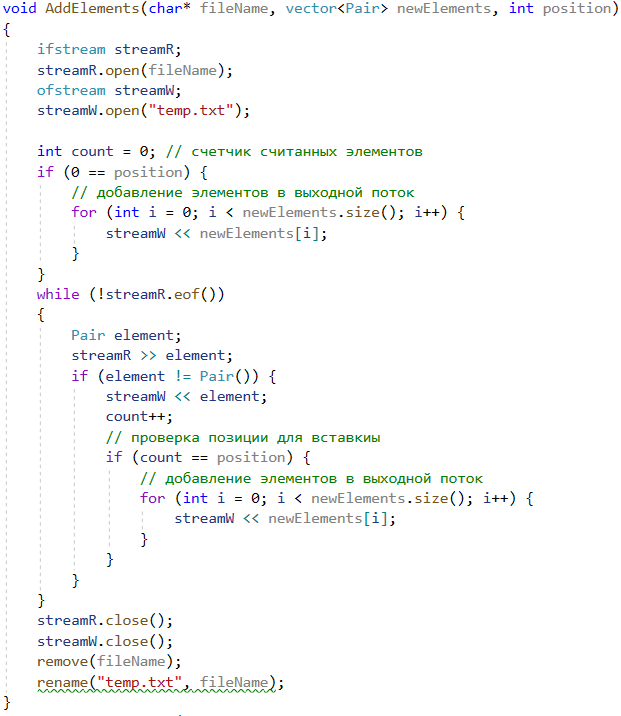 void AddElements(char* fileName, vector<Pair> newElements, int position)
{
    ifstream streamR;
    streamR.open(fileName);
    ofstream streamW;
    streamW.open("temp.txt");

    int count = 0; // счетчик считанных элементов
    if (0 == position) {
        // добавление элементов в выходной поток
        for (int i = 0; i < newElements.size(); i++) {
            streamW << newElements[i];
        }
    }
    while (!streamR.eof())
    {
        Pair element;
        streamR >> element;
        if (element != Pair()) {
            streamW << element;
            count++;
            // проверка позиции для вставкиы
            if (count == position) {
                // добавление элементов в выходной поток
                for (int i = 0; i < newElements.size(); i++) {
                    streamW << newElements[i];
                }
            }
        }
    }
    streamR.close();
    streamW.close();
    remove(fileName);
    rename("temp.txt", fileName);
}